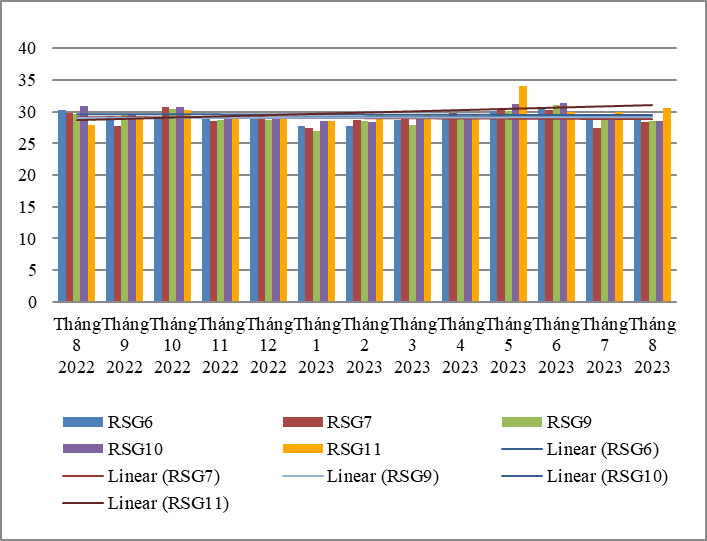 40
35
30
25
20
15
10
5
0
Tháng Tháng Tháng Tháng Tháng Tháng Tháng Tháng Tháng Tháng Tháng Tháng Tháng
8 9 10 11 12 1 2 3 4 5 6 7 8
2022 2022 2022 2022 2022 2023 2023 2023 2023 2023 2023 2023 2023
RSG6 RSG7 RSG9
RSG10 RSG11 Linear (RSG6)
Linear (RSG7) Linear (RSG9) Linear (RSG10)
Linear (RSG11)